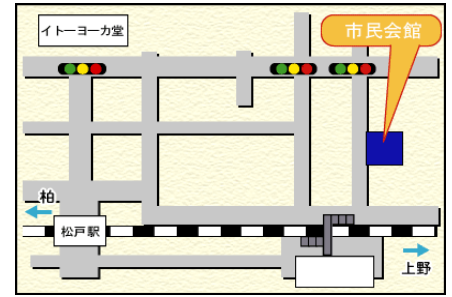 イトーヨーカ堂
市民会館
柏
松戸駅
上野